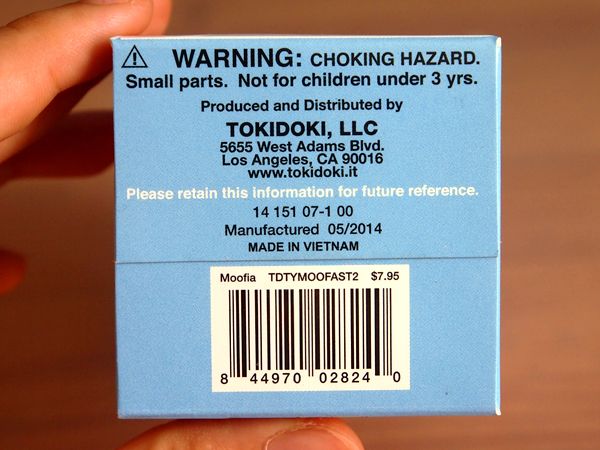 WARNING: CHOKING HAZARD.
Small parts. Not for children under 3 yrs.
Produced and Distributed by
TOKIDOKI, LLC
5655 West Adams Blvd.
Los Angeles, CA 90016
www.tokidoki.it
Please retain this information for future reference.
14 151 07-1 00
Manufactured 05/2014
MADE IN VIETNAM
Moofia TDTYMOOFAST2 $7.95
8 44970 02824 0